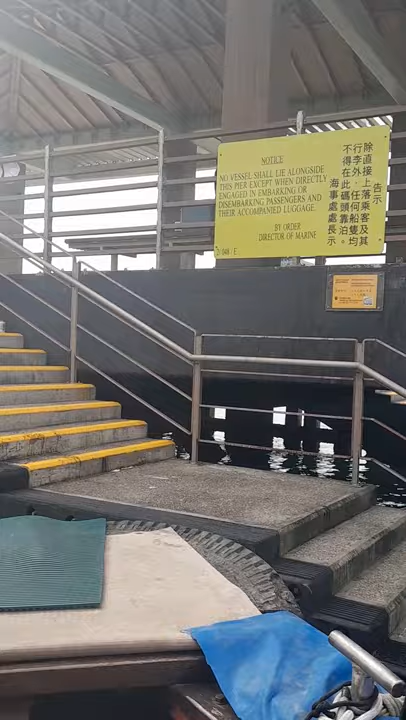 NOTICE
NO VESSEL SHALL LIE ALONGSIDE
THIS PIER EXCEPT WHEN DIRECTLY
ENGAGED IN EMBARKING OR
DISEMBARKING PASSENGERS AND
THEIR ACCOMPANIED LUGGAGE.
BY ORDER
DIRECTOR OF MARINE
告示
除直接上落乘客及其
行李外,任何船隻均
不得在此碼頭靠泊。
海事處處長示